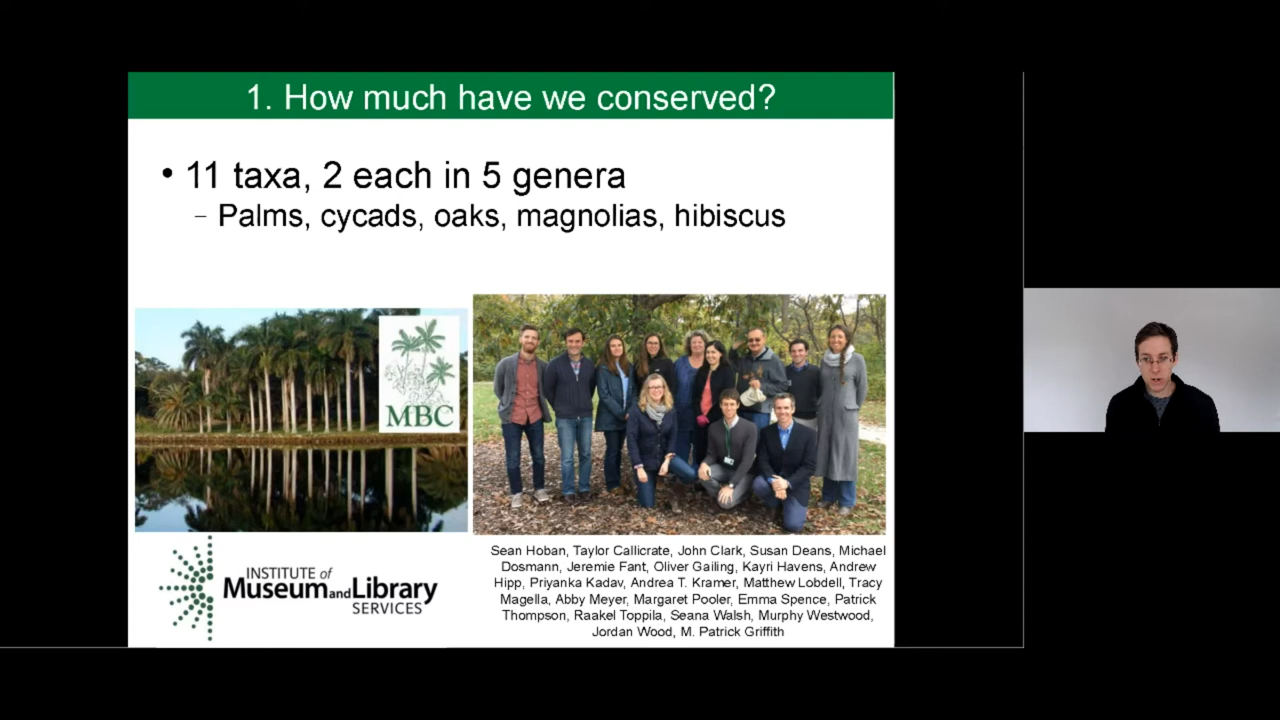 1. How much have we conserved?
• 11 taxa, 2 each in 5 genera
– Palms, cycads, oaks, magnolias, hibiscus
MBC
INSTITUTE of
Museum and Library
SERVICES
Sean Hoban, Taylor Callicrate, John Clark, Susan Deans, Michael
Dosmann, Jeremie Fant, Oliver Gailing, Kayri Havens, Andrew
Hipp, Priyanka Kadav, Andrea T. Kramer, Matthew Lobdell, Tracy
Magella, Abby Meyer, Margaret Pooler, Emma Spence, Patrick
Thompson, Raakel Toppila, Seana Walsh, Murphy Westwood,
Jordan Wood, M. Patrick Griffith